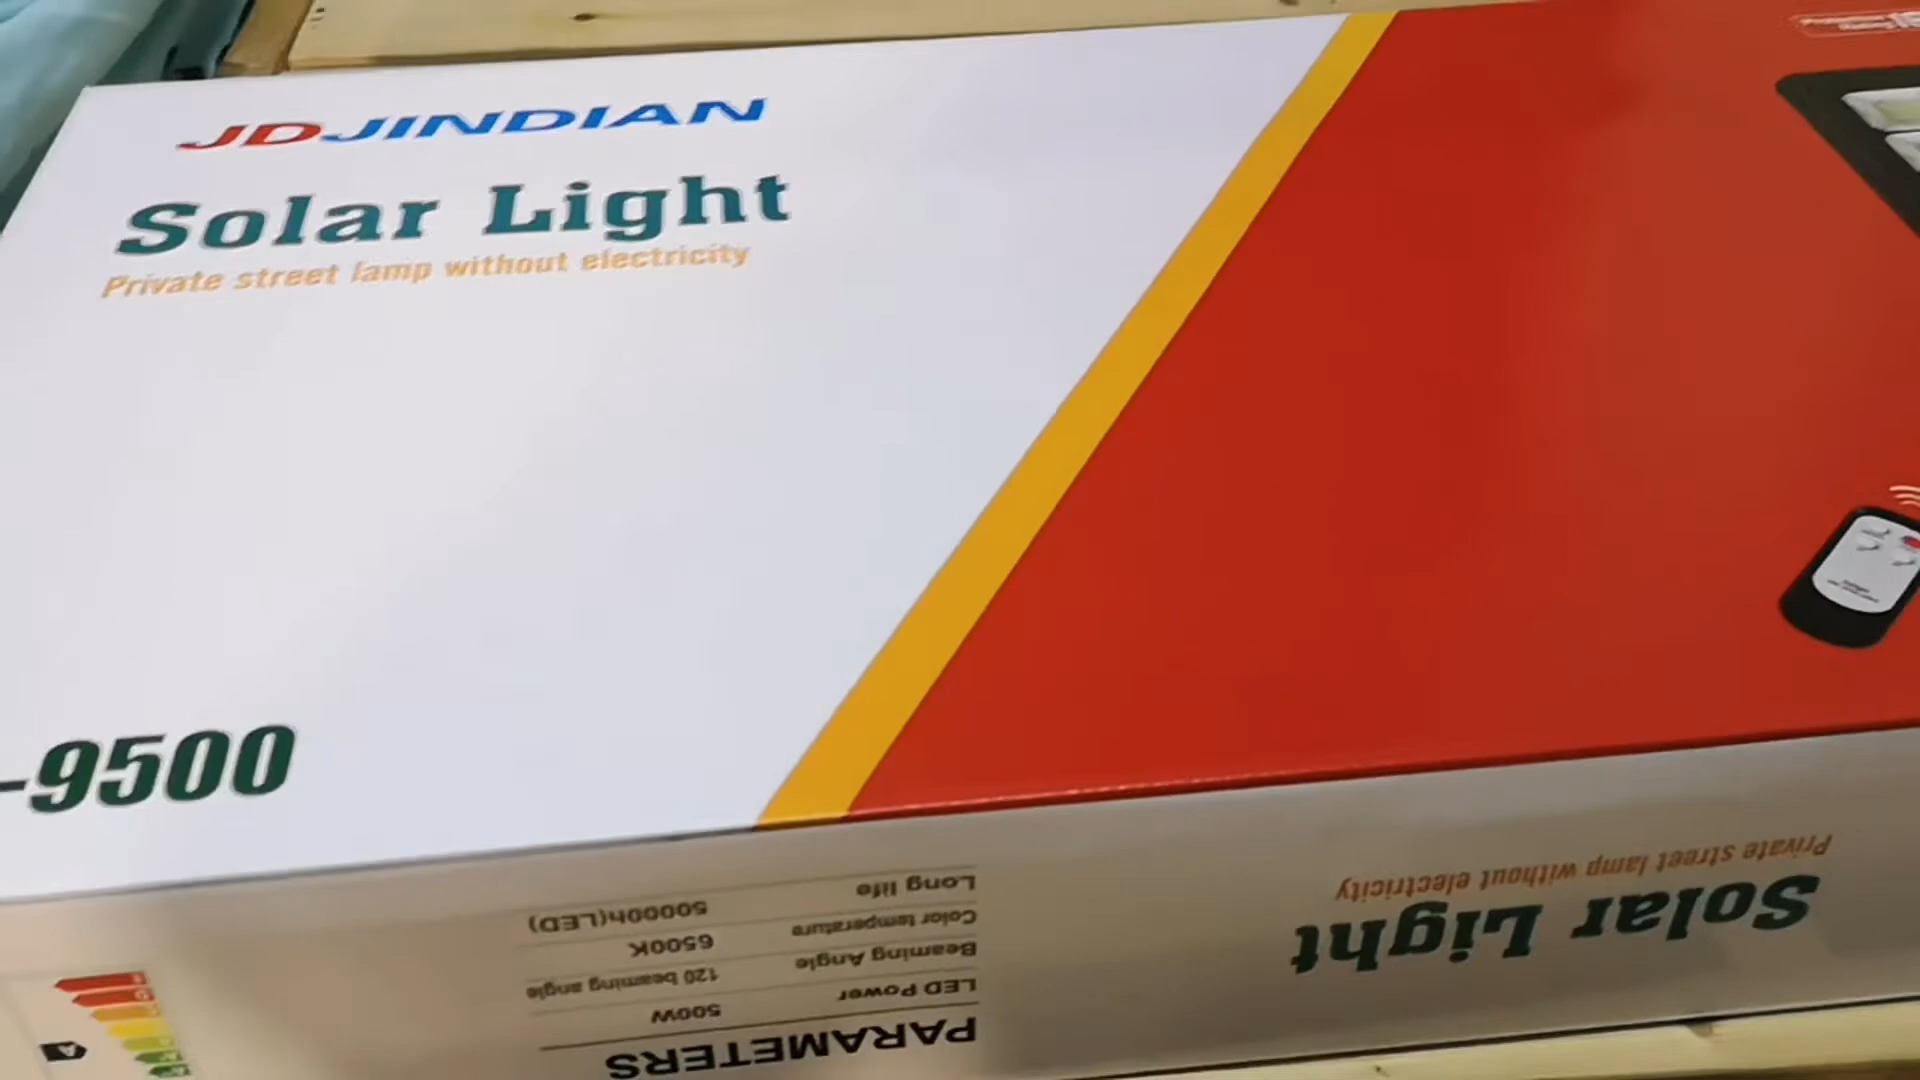 JDJINDIAN
Solar Light
Private street lamp without electricity
-9500
Solar Light
Private street lamp without electricity
PARAMETERS
LED Power 500W
Beaming Angle 120 beaming angle
Color temperature 6500K
Long life 50000h(LED)
A